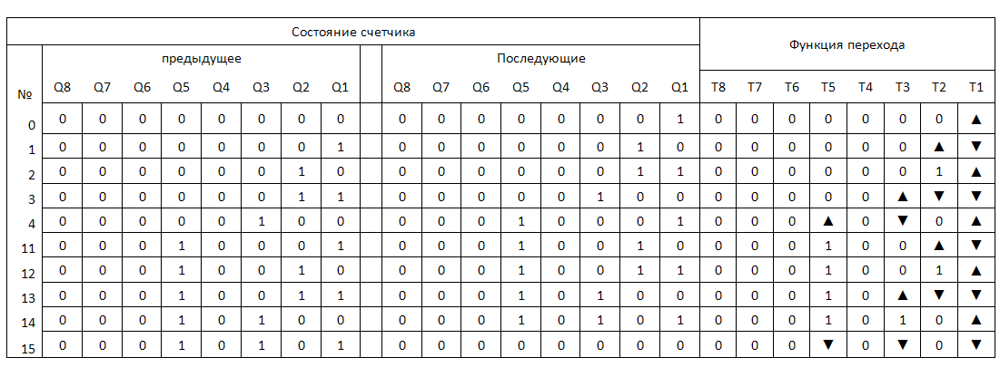 Состояние счетчика Функция перехода
предыдущее Последующие
№ Q8 Q7 Q6 Q5 Q4 Q3 Q2 Q1 Q8 Q7 Q6 Q5 Q4 Q3 Q2 Q1 T8 T7 T6 T5 T4 T3 T2 T1
0 0 0 0 0 0 0 0 0 0 0 0 0 0 0 0 1 0 0 0 0 0 0 0 ▲
1 0 0 0 0 0 0 0 1 0 0 0 0 0 0 1 0 0 0 0 0 0 0 ▲ ▼
2 0 0 0 0 0 0 1 0 0 0 0 0 0 0 1 1 0 0 0 0 0 0 1 ▲
3 0 0 0 0 0 0 1 1 0 0 0 0 0 1 0 0 0 0 0 0 0 ▲ ▼ ▼
4 0 0 0 0 0 1 0 0 0 0 0 1 0 0 0 1 0 0 0 ▲ 0 ▼ 0 ▲
11 0 0 0 1 0 0 0 1 0 0 0 1 0 0 1 0 0 0 0 1 0 0 ▲ ▼
12 0 0 0 1 0 0 1 0 0 0 0 1 0 0 1 1 0 0 0 1 0 0 1 ▲
13 0 0 0 1 0 0 1 1 0 0 0 1 0 1 0 0 0 0 0 1 0 ▲ ▼ ▼
14 0 0 0 1 0 1 0 0 0 0 0 1 0 1 0 1 0 0 0 1 0 1 0 ▲
15 0 0 0 1 0 1 0 1 0 0 0 0 0 0 0 0 0 0 0 ▼ 0 ▼ 0 ▼